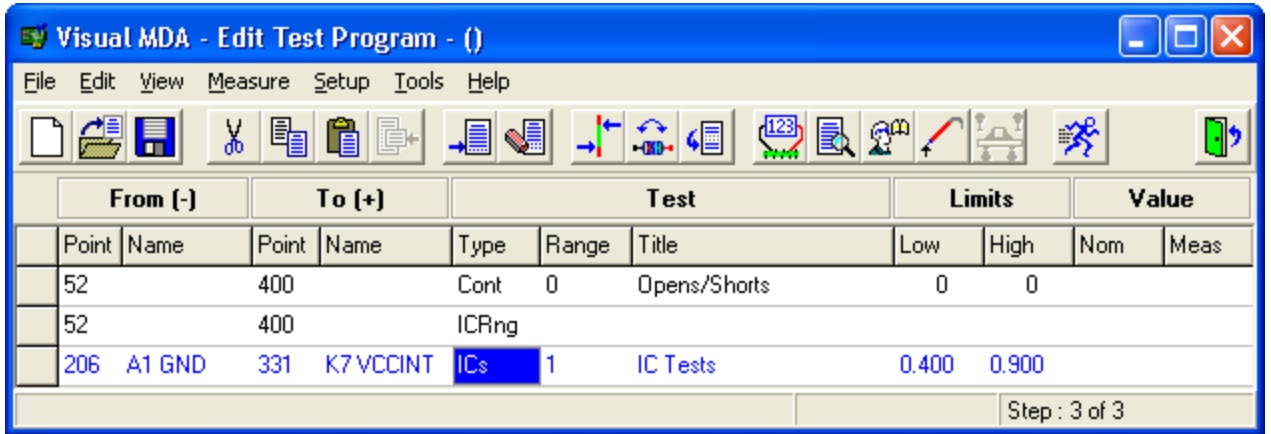 Visual MDA - Edit Test Program - ()
File Edit View Measure Setup Tools Help
123
From (-) To (+) Test Limits Value
Point Name Point Name Type Range Title Low High Nom Meas
52 400 Cont 0 Opens/Shorts 0 0
52 400 ICRng
206 A1 GND 331 K7 VCCINT ICs 1 IC Tests 0.400 0.900
Step : 3 of 3